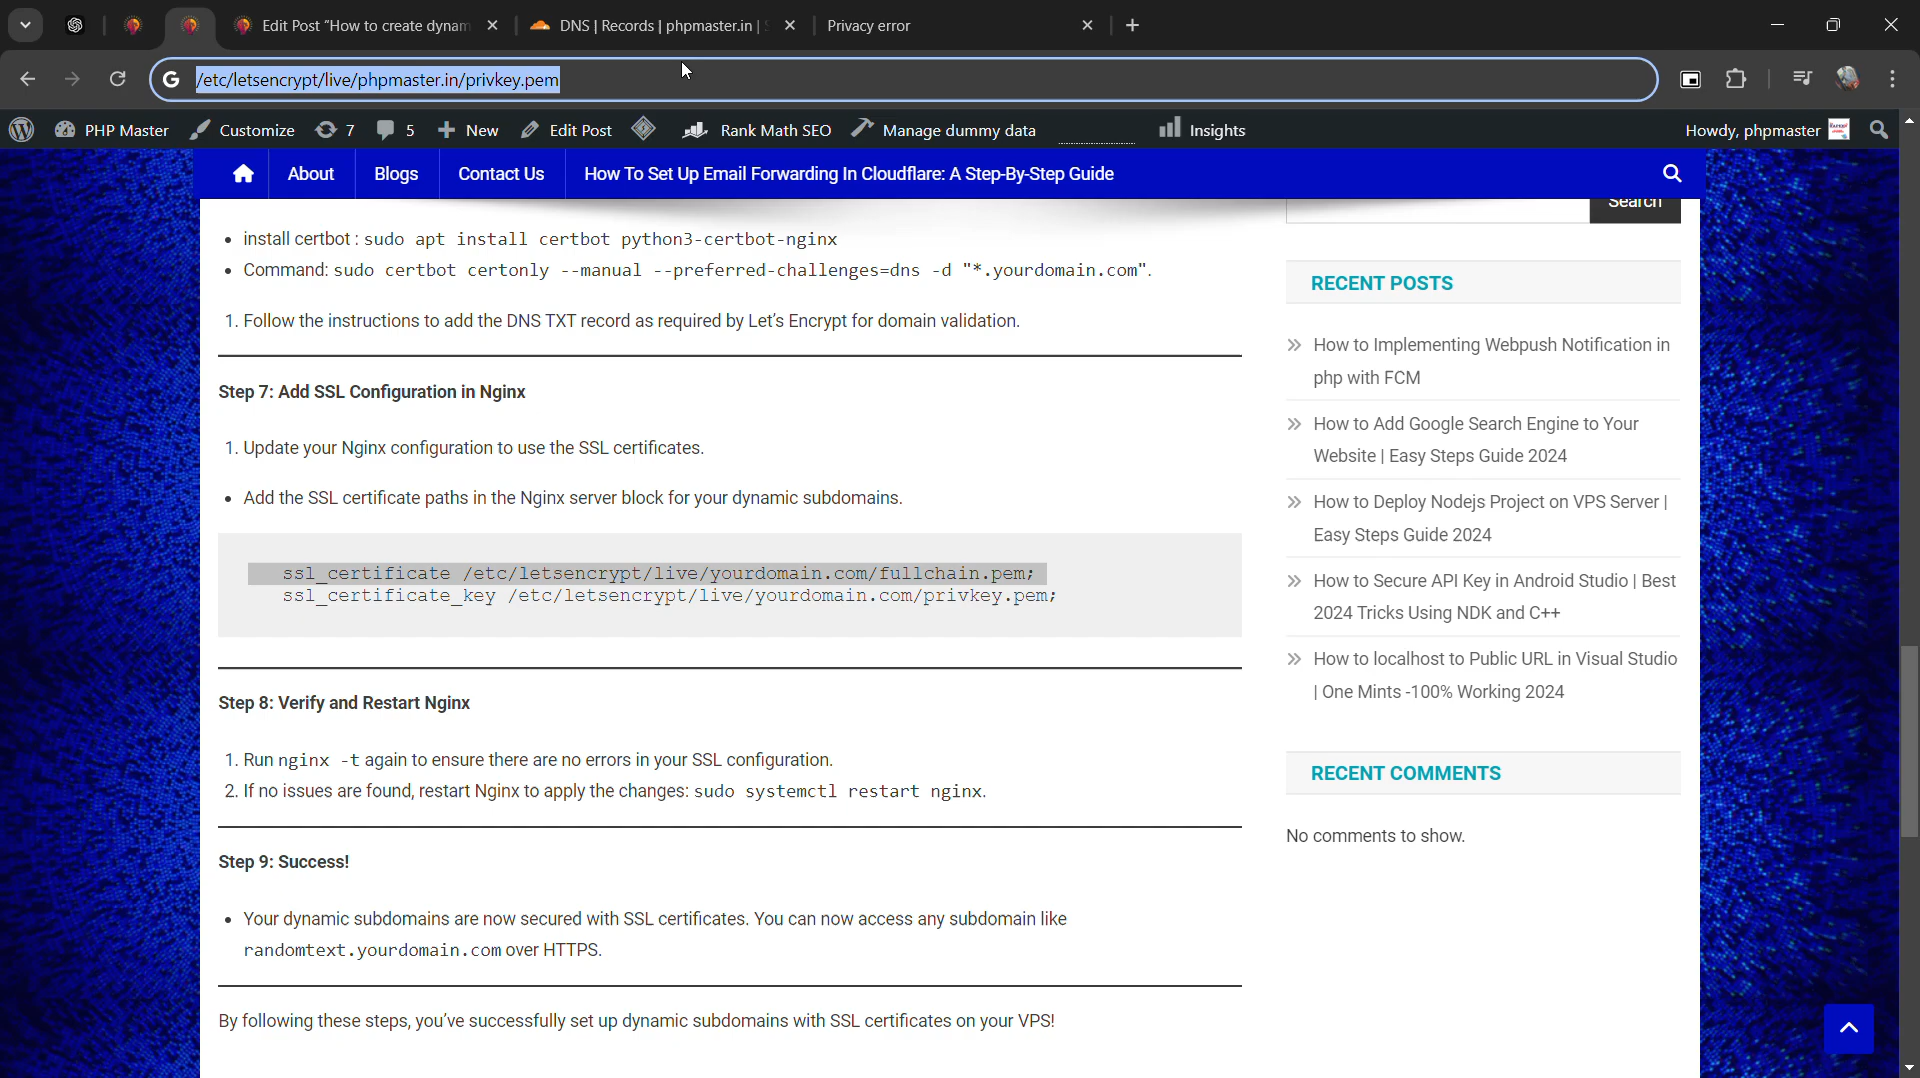 Edit Post “How to create dynam
DNS | Records | phpmaster.in |
Privacy error
/etc/letsencrypt/live/phpmaster.in/privkey.pem
PHP Master
Customize
7
5
New
Edit Post
Rank Math SEO
Manage dummy data
Insights
Howdy, phpmaster
About
Blogs
Contact Us
How To Set Up Email Forwarding In Cloudflare: A Step-By-Step Guide
Search
• install certbot : sudo apt install certbot python3-certbot-nginx
• Command: sudo certbot certonly --manual --preferred-challenges=dns -d "*.yourdomain.com".
1. Follow the instructions to add the DNS TXT record as required by Let’s Encrypt for domain validation.
Step 7: Add SSL Configuration in Nginx
1. Update your Nginx configuration to use the SSL certificates.
• Add the SSL certificate paths in the Nginx server block for your dynamic subdomains.
ssl_certificate /etc/letsencrypt/live/yourdomain.com/fullchain.pem;
ssl_certificate_key /etc/letsencrypt/live/yourdomain.com/privkey.pem;
Step 8: Verify and Restart Nginx
1. Run nginx -t again to ensure there are no errors in your SSL configuration.
2. If no issues are found, restart Nginx to apply the changes: sudo systemctl restart nginx.
Step 9: Success!
• Your dynamic subdomains are now secured with SSL certificates. You can now access any subdomain like
randomtext.yourdomain.com over HTTPS.
By following these steps, you’ve successfully set up dynamic subdomains with SSL certificates on your VPS!
RECENT POSTS
» How to Implementing Webpush Notification in
php with FCM
» How to Add Google Search Engine to Your
Website | Easy Steps Guide 2024
» How to Deploy Nodejs Project on VPS Server |
Easy Steps Guide 2024
» How to Secure API Key in Android Studio | Best
2024 Tricks Using NDK and C++
» How to localhost to Public URL in Visual Studio
| One Mints -100% Working 2024
RECENT COMMENTS
No comments to show.